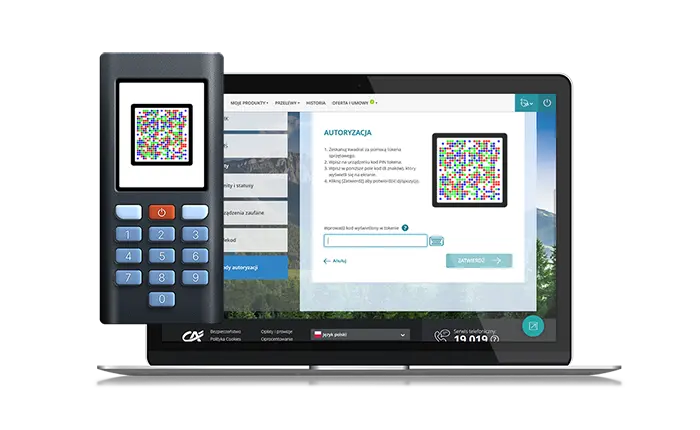 MOJE PRODUKTY PRZELEWY HISTORIA OFERTA I UMOWY
AUTORYZACJA
1. Zeskanuj kwadrat za pomocą tokena
sprzętowego.
2. Wpisz na urządzeniu kod PIN tokena.
3. Wpisz w poniższe pole kod (8 znaków), który
wyświetli się na ekranie.
4. Kliknij [Zatwierdź] aby potwierdzić dyspozycję.
Wprowadź kod wyświetlony w tokenie ?
Anuluj
ZATWIERDŹ
nity i statusy
ządzenia zaufane
lekod
ady autoryzacji
CA
Bezpieczeństwo
Polityka Cookies
Opłaty i prowizje
Oprocentowanie
język polski
Serwis telefoniczny:
19 019 ?
1 2 3
4 5 6
7 8 9
0